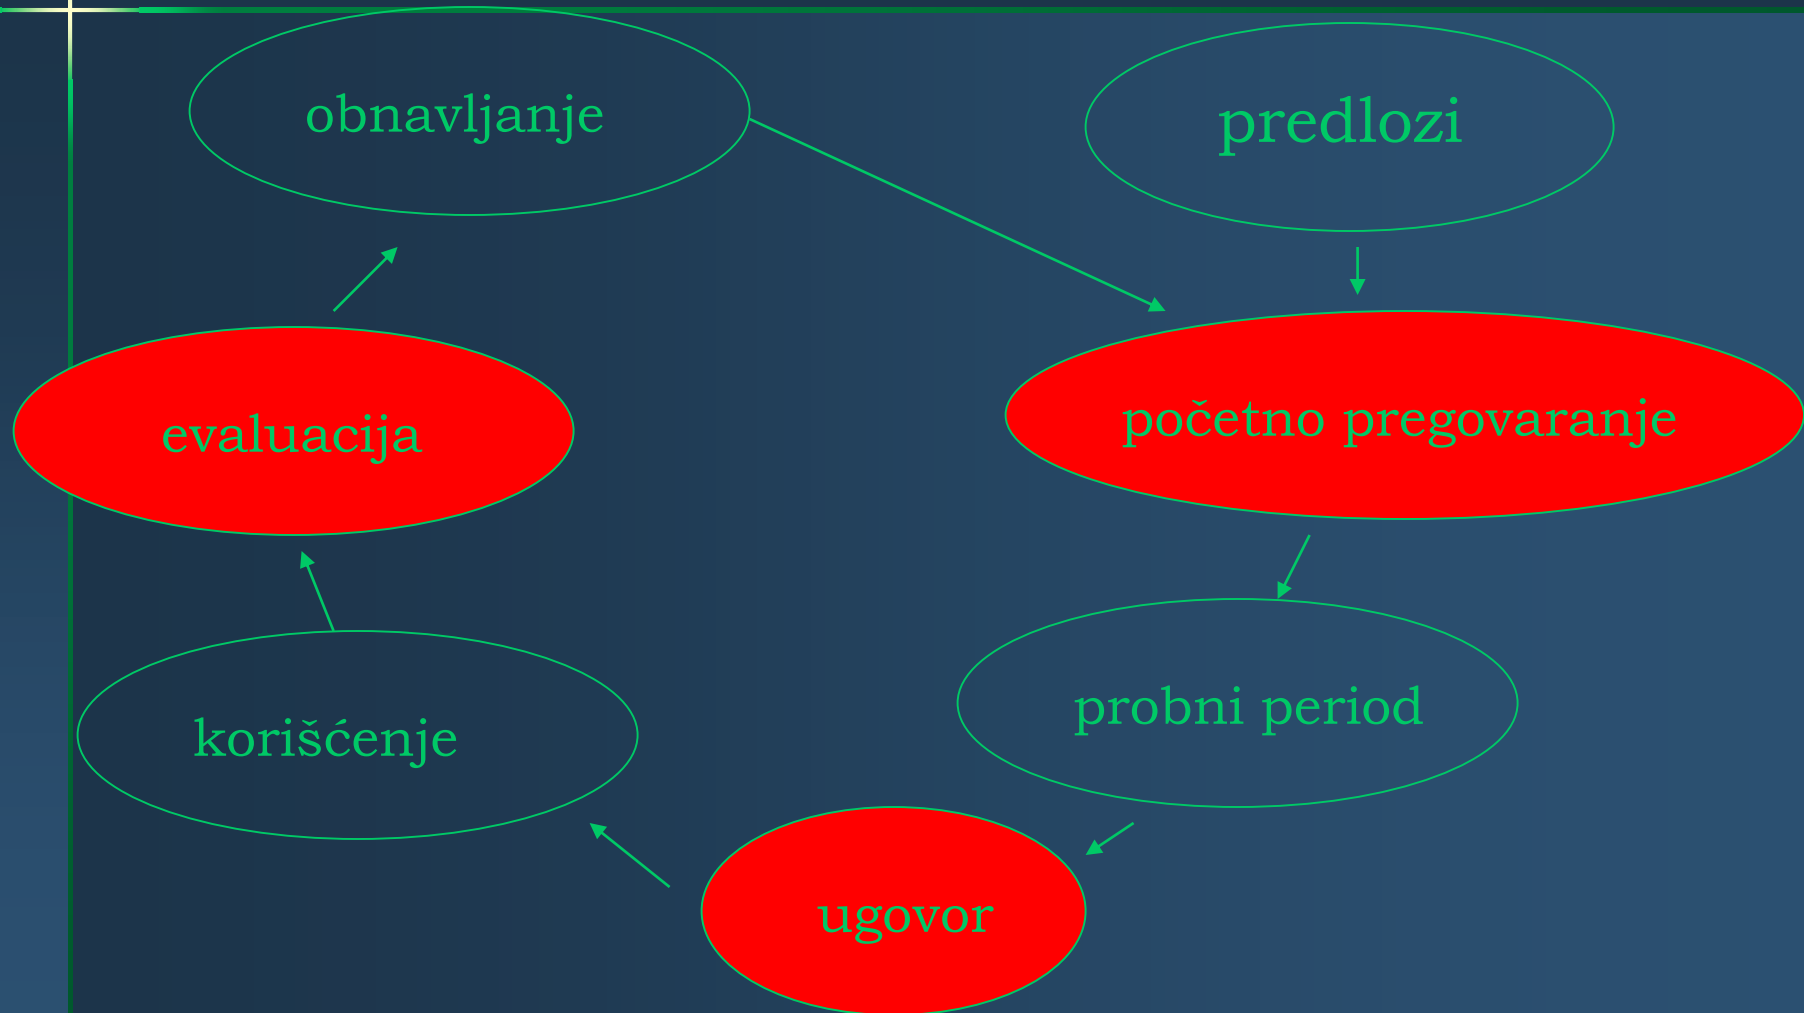 obnavljanje
predlozi
evaluacija
početno pregovaranje
korišćenje
probni period
ugovor